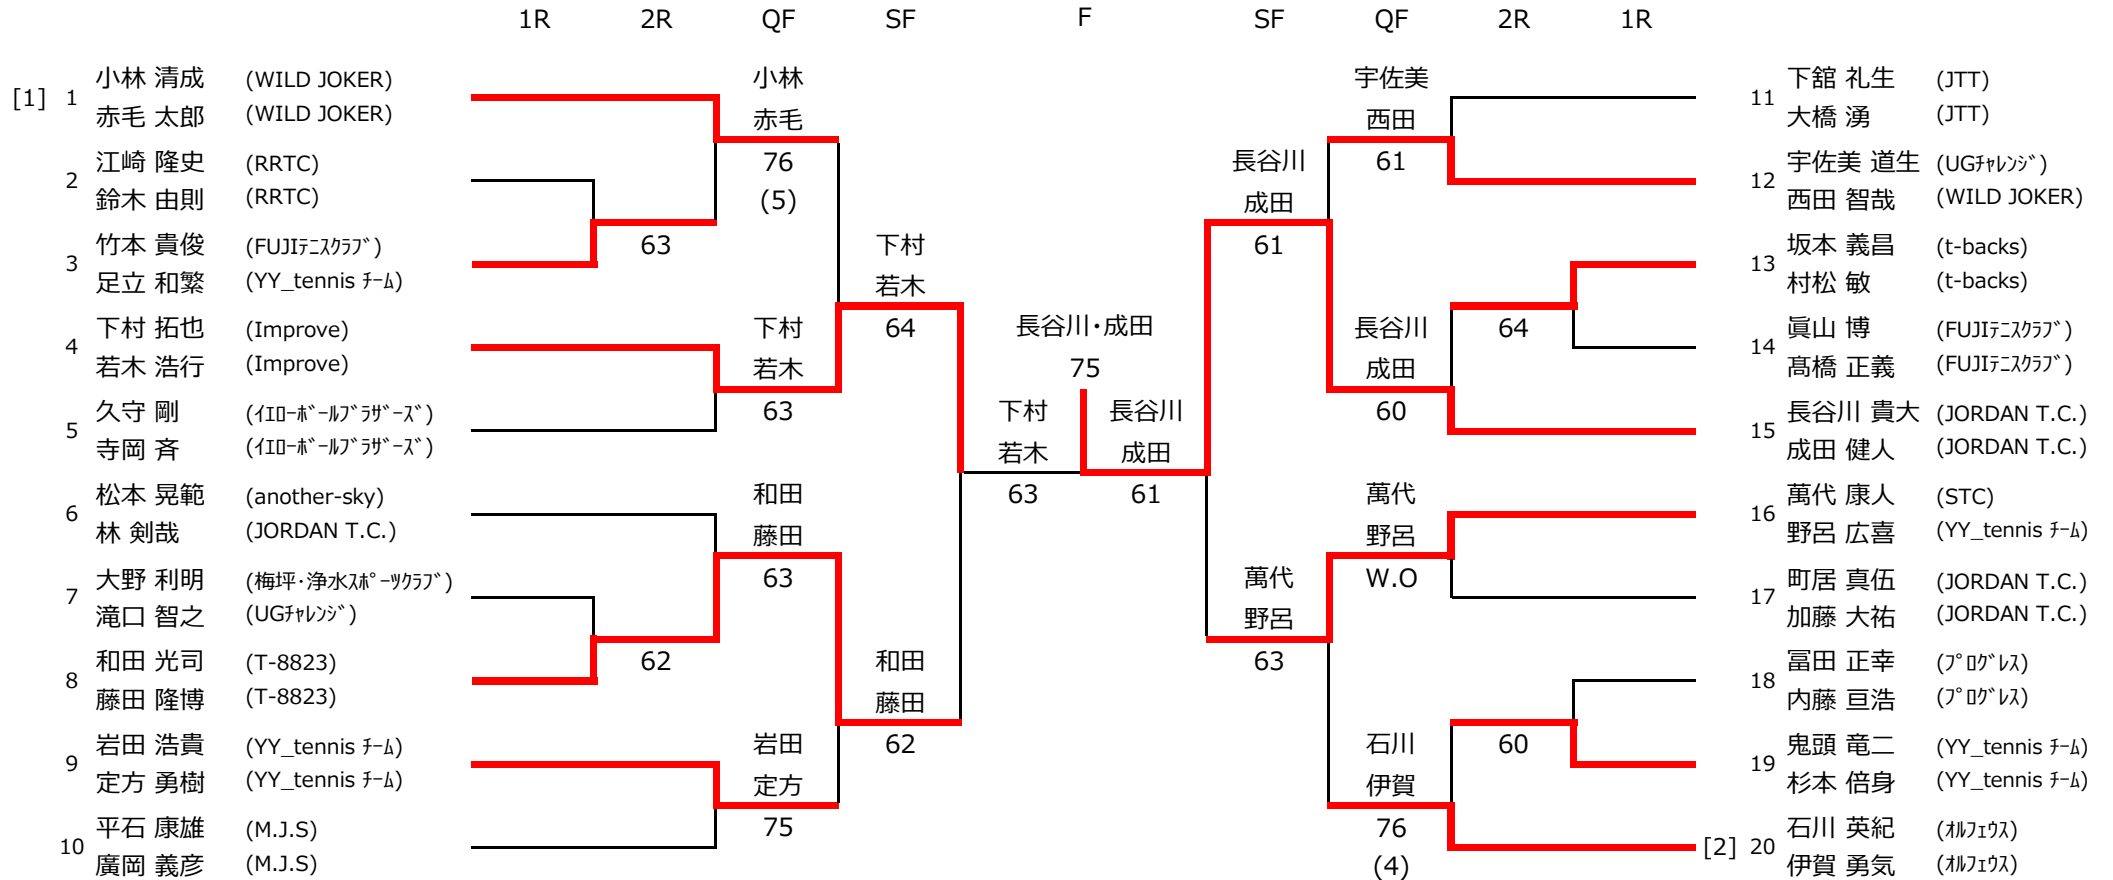 1R 2R QF SF F SF QF 2R 1R
[1] 1 小林 清成 (WILD JOKER)
赤毛 太郎 (WILD JOKER)
2 江崎 隆史 (RRTC)
鈴木 由則 (RRTC)
3 竹本 貴俊 (FUJIﾃﾆｽｸﾗﾌﾞ)
足立 和繁 (YY_tennis ﾁｰﾑ)
4 下村 拓也 (Improve)
若木 浩行 (Improve)
5 久守 剛 (ｲｴﾛｰﾎﾞｰﾙﾌﾞﾗｻﾞｰｽﾞ)
寺岡 斉 (ｲｴﾛｰﾎﾞｰﾙﾌﾞﾗｻﾞｰｽﾞ)
6 松本 晃範 (another-sky)
林 剣哉 (JORDAN T.C.)
7 大野 利明 (梅坪・浄水ｽﾎﾟｰﾂｸﾗﾌﾞ)
滝口 智之 (UGﾁｬﾚﾝｼﾞ)
8 和田 光司 (T-8823)
藤田 隆博 (T-8823)
9 岩田 浩貴 (YY_tennis ﾁｰﾑ)
定方 勇樹 (YY_tennis ﾁｰﾑ)
10 平石 康雄 (M.J.S)
廣岡 義彦 (M.J.S)
63
62
小林
赤毛
76
(5)
下村
若木
63
和田
藤田
63
岩田
定方
75
下村
若木
64
和田
藤田
62
長谷川・成田
75
下村
若木
63
長谷川
成田
61
長谷川
成田
61
萬代
野呂
63
宇佐美
西田
61
長谷川
成田
60
萬代
野呂
W.O
石川
伊賀
76
(4)
64
60
11 下舘 礼生 (JTT)
大橋 湧 (JTT)
12 宇佐美 道生 (UGﾁｬﾚﾝｼﾞ)
西田 智哉 (WILD JOKER)
13 坂本 義昌 (t-backs)
村松 敏 (t-backs)
14 眞山 博 (FUJIﾃﾆｽｸﾗﾌﾞ)
髙橋 正義 (FUJIﾃﾆｽｸﾗﾌﾞ)
15 長谷川 貴大 (JORDAN T.C.)
成田 健人 (JORDAN T.C.)
16 萬代 康人 (STC)
野呂 広喜 (YY_tennis ﾁｰﾑ)
17 町居 真伍 (JORDAN T.C.)
加藤 大祐 (JORDAN T.C.)
18 冨田 正幸 (ﾌﾟﾛｸﾞﾚｽ)
内藤 亘浩 (ﾌﾟﾛｸﾞﾚｽ)
19 鬼頭 竜二 (YY_tennis ﾁｰﾑ)
杉本 倍身 (YY_tennis ﾁｰﾑ)
[2] 20 石川 英紀 (ｵﾙﾌｪｳｽ)
伊賀 勇気 (ｵﾙﾌｪｳｽ)